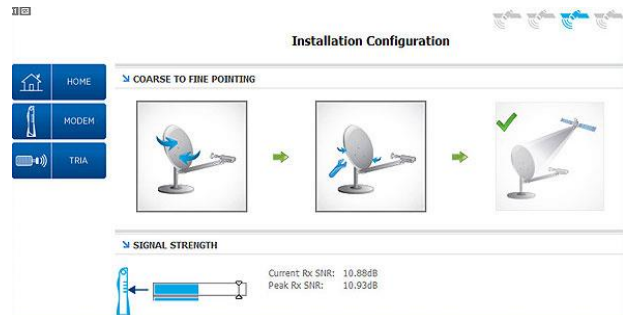 Installation Configuration
HOME
MODEM
TRIA
COARSE TO FINE POINTING
SIGNAL STRENGTH
Current Rx SNR: 10.88dB
Peak Rx SNR: 10.93dB